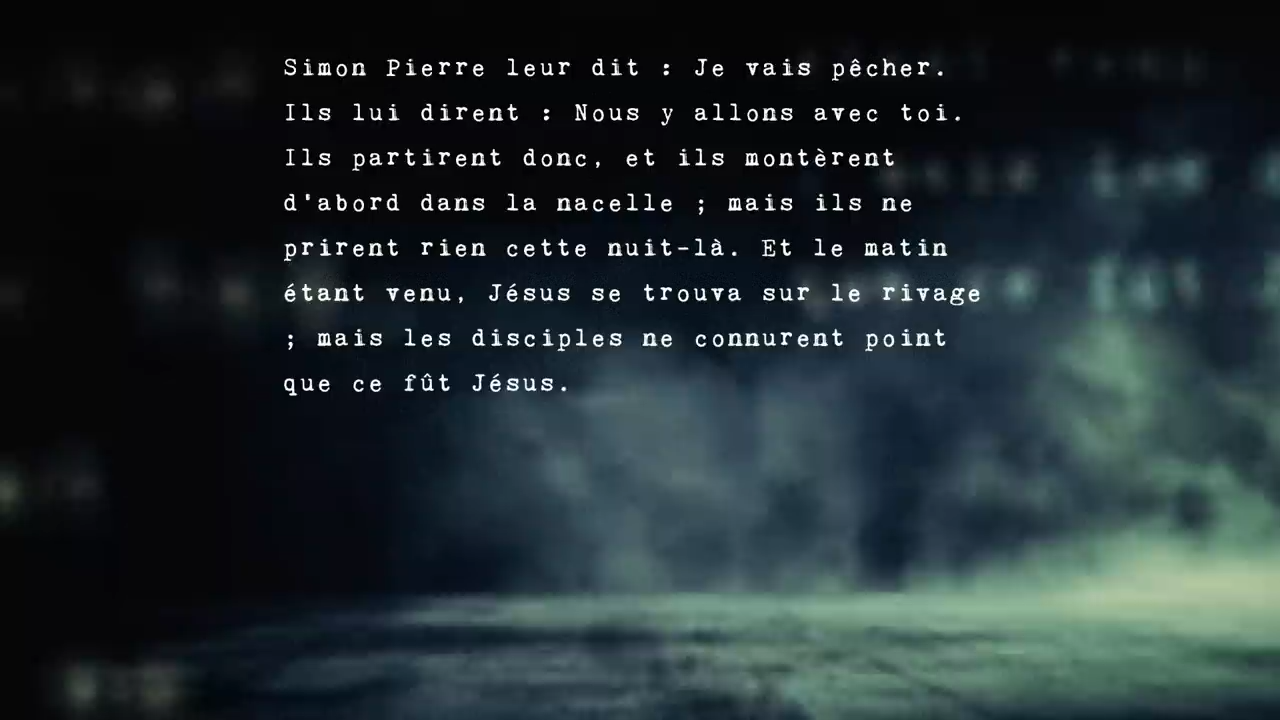 Simon Pierre leur dit : Je vais pêcher.
Ils lui dirent : Nous y allons avec toi.
Ils partirent donc, et ils montèrent
d'abord dans la nacelle ; mais ils ne
prirent rien cette nuit-là. Et le matin
étant venu, Jésus se trouva sur le rivage
; mais les disciples ne connurent point
que ce fût Jésus.